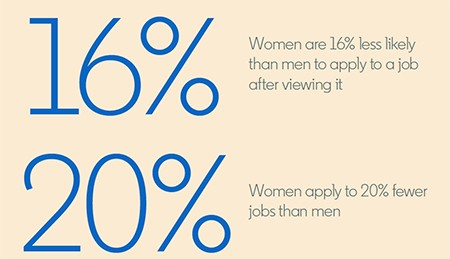 16%
Women are 16% less likely
than men to apply to a job
after viewing it
20%
Women apply to 20% fewer
jobs than men